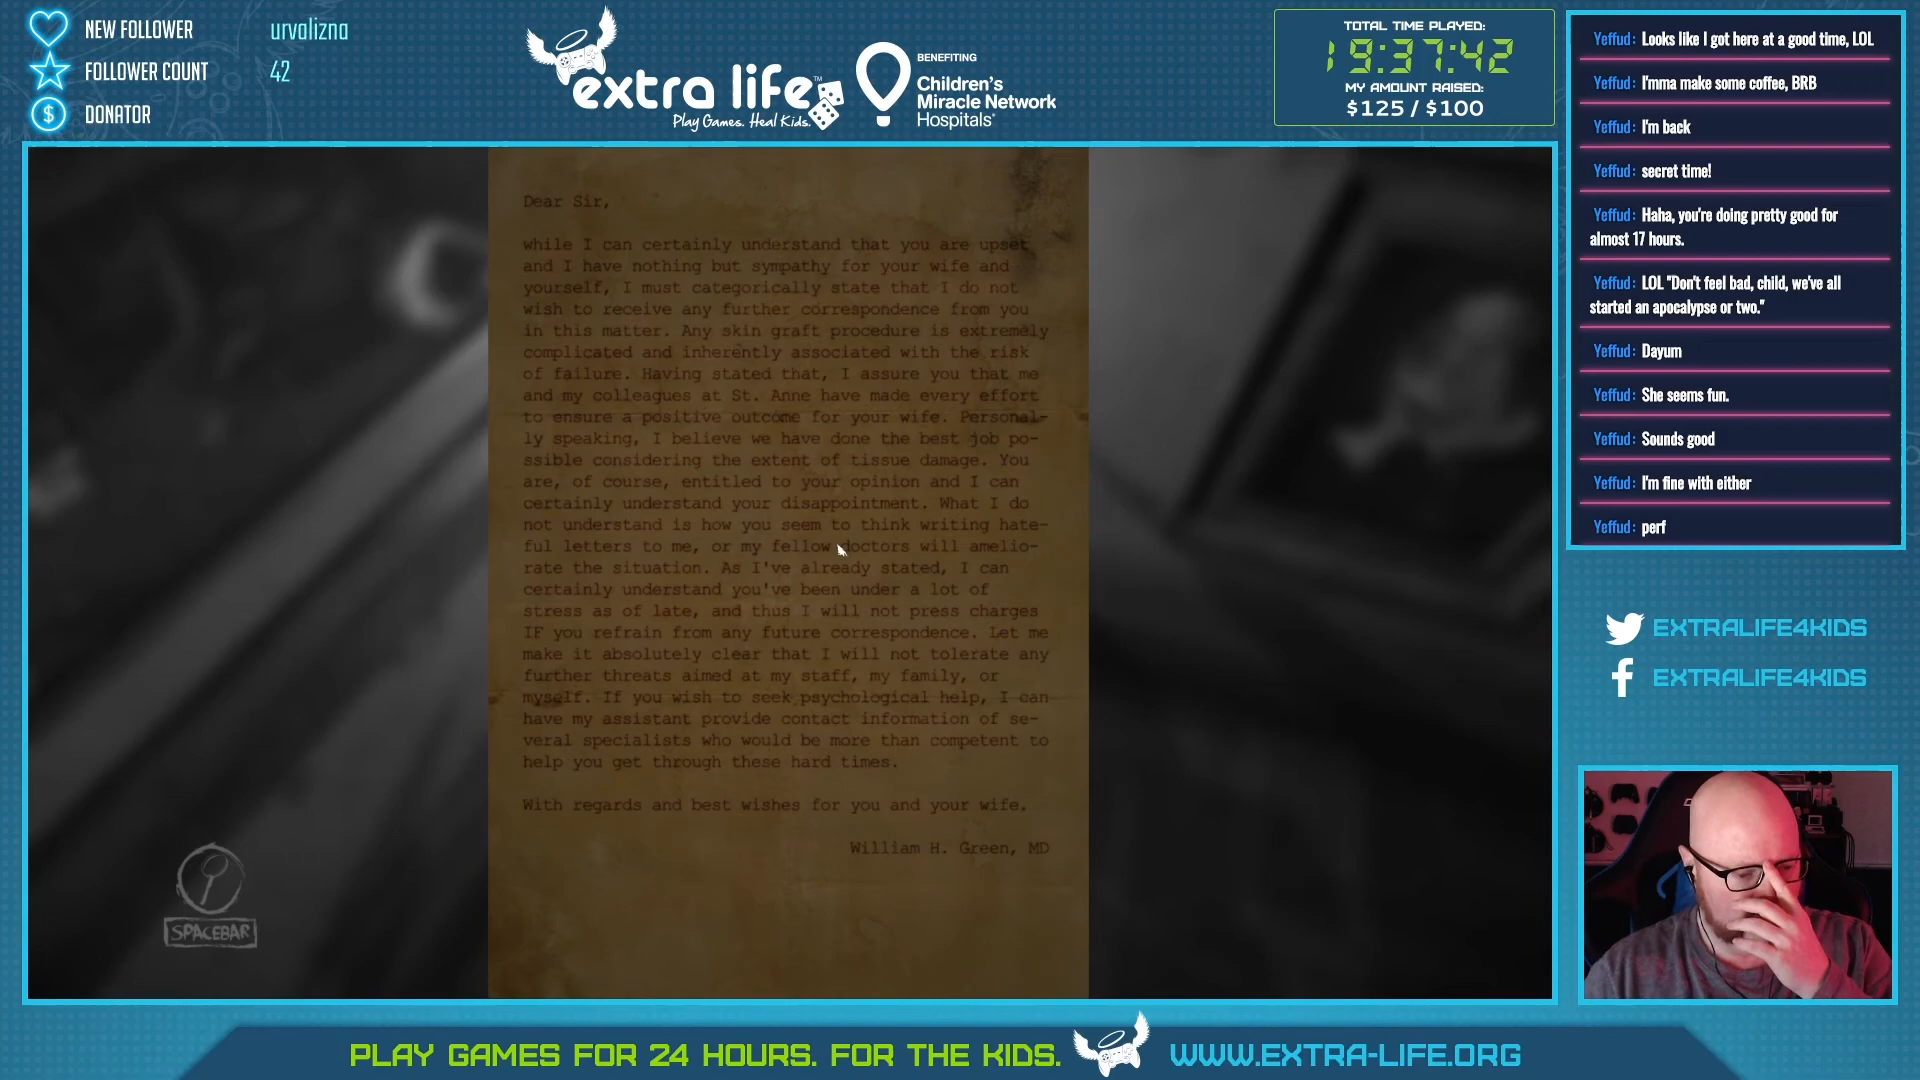 NEW FOLLOWER urvalizna
FOLLOWER COUNT 42
DONATOR
extra life™
Play Games. Heal Kids.
BENEFITING
Children's
Miracle Network
Hospitals
TOTAL TIME PLAYED:
19:37:42
MY AMOUNT RAISED:
$125 / $100
Dear Sir,
while I can certainly understand that you are upset
and I have nothing but sympathy for your wife and
yourself, I must categorically state that I do not
wish to receive any further correspondence from you
in this matter. Any skin graft procedure is extremely
complicated and inherently associated with the risk
of failure. Having stated that, I assure you that me
and my colleagues at St. Anne have made every effort
to ensure a positive outcome for your wife. Personal-
ly speaking, I believe we have done the best job po-
ssible considering the extent of tissue damage. You
are, of course, entitled to your opinion and I can
certainly understand your disappointment. What I do
not understand is how you seem to think writing hate-
ful letters to me, or my fellow doctors will amelio-
rate the situation. As I've already stated, I can
certainly understand you've been under a lot of
stress as of late, and thus I will not press charges
IF you refrain from any future correspondence. Let me
make it absolutely clear that I will not tolerate any
further threats aimed at my staff, my family, or
myself. If you wish to seek psychological help, I can
have my assistant provide contact information of se-
veral specialists who would be more than competent to
help you get through these hard times.
With regards and best wishes for you and your wife,
William H. Green, MD
SPACEBAR
Yeffud: Looks like I got here at a good time, LOL
Yeffud: I'mma make some coffee, BRB
Yeffud: I'm back
Yeffud: secret time!
Yeffud: Haha, you're doing pretty good for
almost 17 hours.
Yeffud: LOL "Don't feel bad, child, we've all
started an apocalypse or two."
Yeffud: Dayum
Yeffud: She seems fun.
Yeffud: Sounds good
Yeffud: I'm fine with either
Yeffud: perf
EXTRALIFE4KIDS
EXTRALIFE4KIDS
PLAY GAMES FOR 24 HOURS. FOR THE KIDS.
WWW.EXTRA-LIFE.ORG